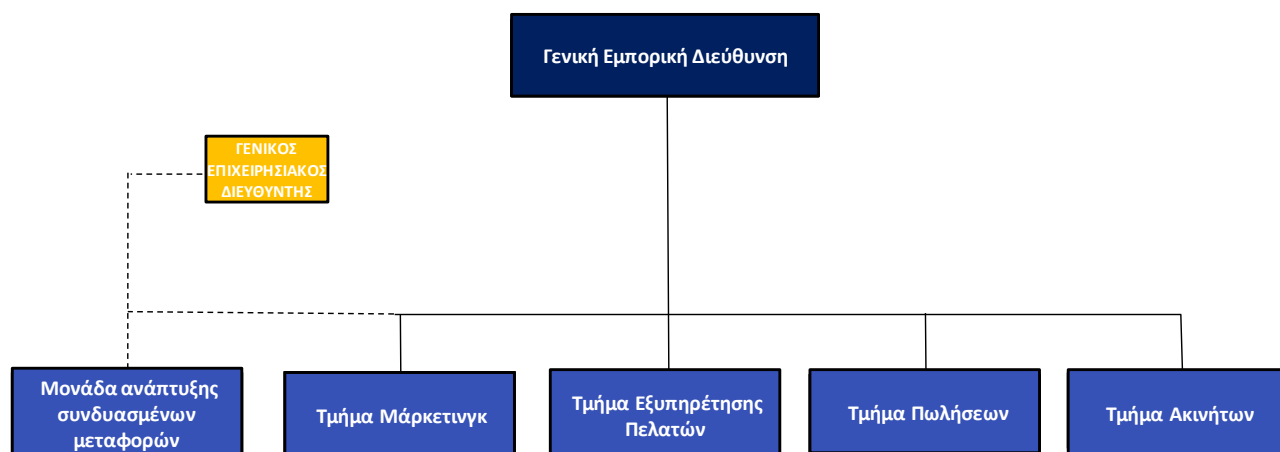 Γενική Εμπορική Διεύθυνση
ΓΕΝΙΚΟΣ
ΕΠΙΧΕΙΡΗΣΙΑΚΟΣ
ΔΙΕΥΘΥΝΤΗΣ
Μονάδα ανάπτυξης
συνδυασμένων
μεταφορών
Τμήμα Μάρκετινγκ
Τμήμα Εξυπηρέτησης
Πελατών
Τμήμα Πωλήσεων
Τμήμα Ακινήτων